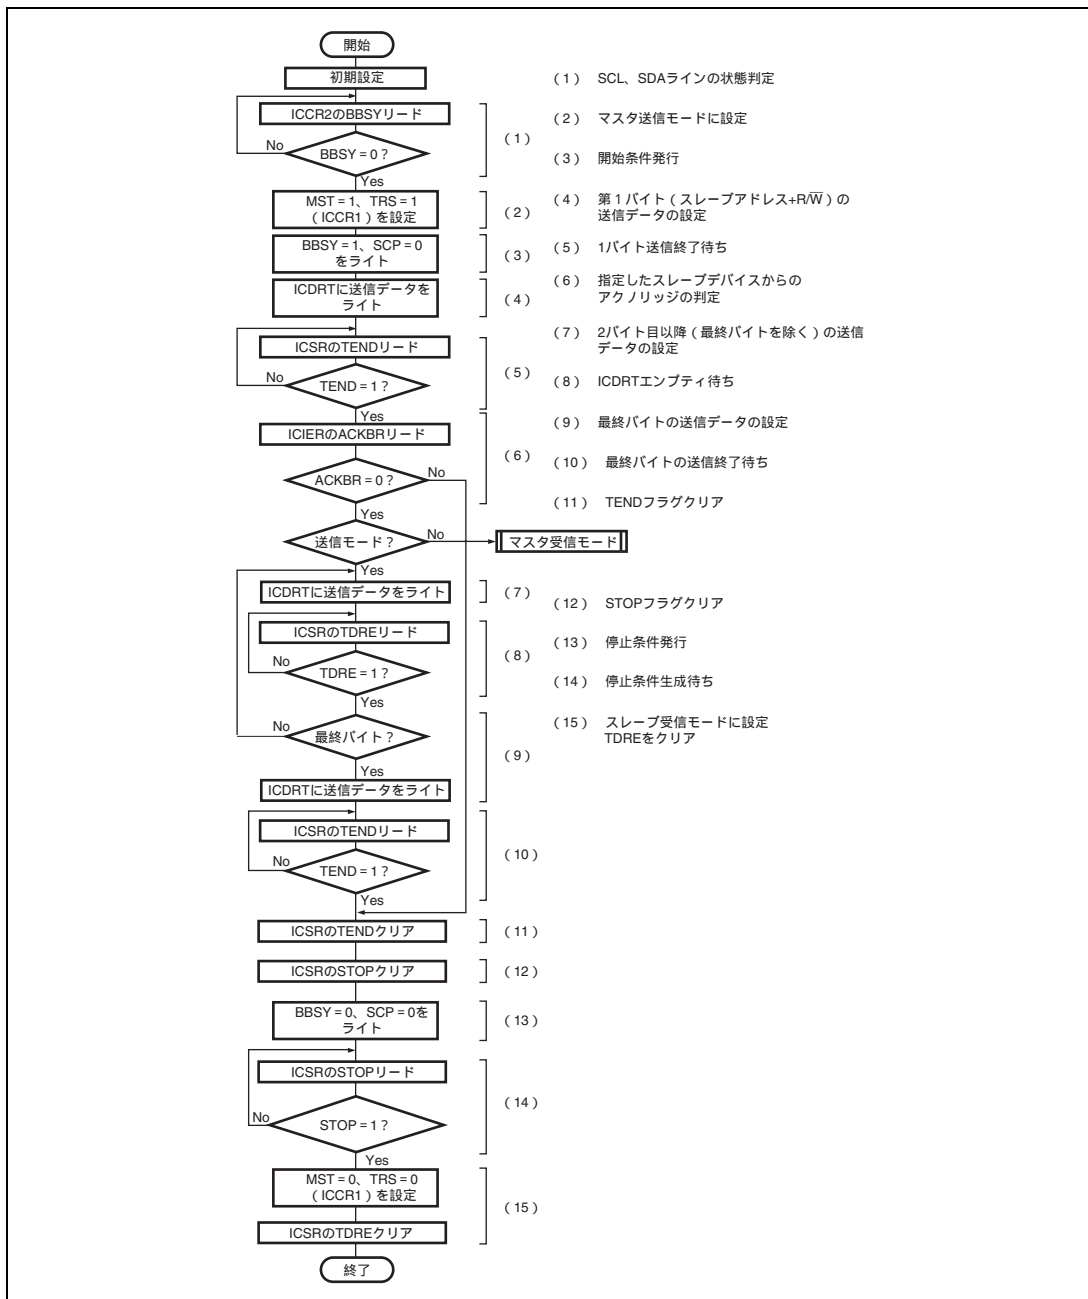 開始
初期設定
ICCR2のBBSYリード
No
BBSY = 0 ?
Yes
(1)
MST = 1、TRS = 1
(ICCR1)を設定
(2)
BBSY = 1、SCP = 0
をライト
(3)
ICDRTに送信データを
ライト
(4)
ICSRのTENDリード
No
TEND = 1 ?
Yes
(5)
ICIERのACKBRリード
ACKBR = 0 ?
No
Yes
(6)
送信モード?
No
マスタ受信モード
Yes
ICDRTに送信データをライト
(7)
ICSRのTDREリード
No
TDRE = 1 ?
Yes
(8)
No
最終バイト?
Yes
(9)
ICDRTに送信データをライト
ICSRのTENDリード
No
TEND = 1 ?
Yes
(10)
ICSRのTENDクリア
(11)
ICSRのSTOPクリア
(12)
BBSY = 0、SCP = 0を
ライト
(13)
ICSRのSTOPリード
No
STOP = 1 ?
Yes
(14)
MST = 0、TRS = 0
(ICCR1)を設定
(15)
ICSRのTDREクリア
終了
(1) SCL、SDAラインの状態判定
(2) マスタ送信モードに設定
(3) 開始条件発行
(4) 第1バイト(スレーブアドレス+R/W̅)の
送信データの設定
(5) 1バイト送信終了待ち
(6) 指定したスレーブデバイスからの
アクノリッジの判定
(7) 2バイト目以降(最終バイトを除く)の送信
データの設定
(8) ICDRTエンプティ待ち
(9) 最終バイトの送信データの設定
(10) 最終バイトの送信終了待ち
(11) TENDフラグクリア
(12) STOPフラグクリア
(13) 停止条件発行
(14) 停止条件生成待ち
(15) スレーブ受信モードに設定
TDREをクリア